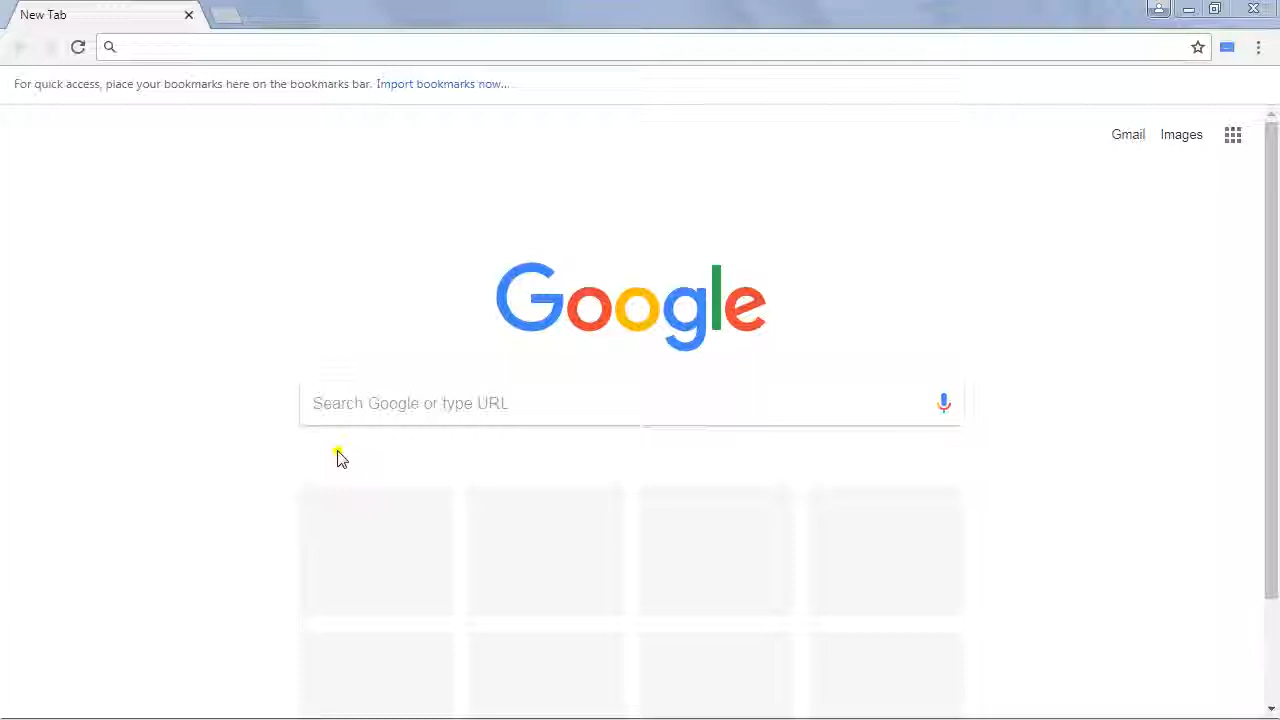 New Tab
For quick access, place your bookmarks here on the bookmarks bar. Import bookmarks now...
Gmail Images
Google
Search Google or type URL